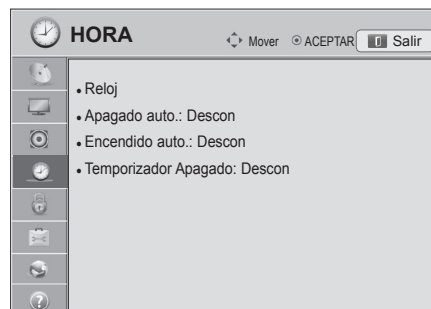 HORA
Mover ACEPTAR Salir
• Reloj
• Apagado auto.: Descon
• Encendido auto.: Descon
• Temporizador Apagado: Descon
?